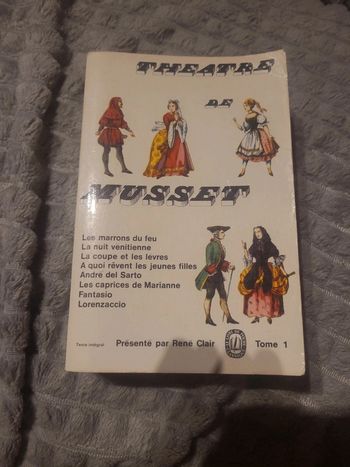 THEATRE
DE
MUSSET
Les marrons du feu
La nuit vénitienne
La coupe et les lèvres
A quoi rêvent les jeunes filles
André del Sarto
Les caprices de Marianne
Fantasio
Lorenzaccio
Texte intégral
Présenté par René Clair
Tome 1